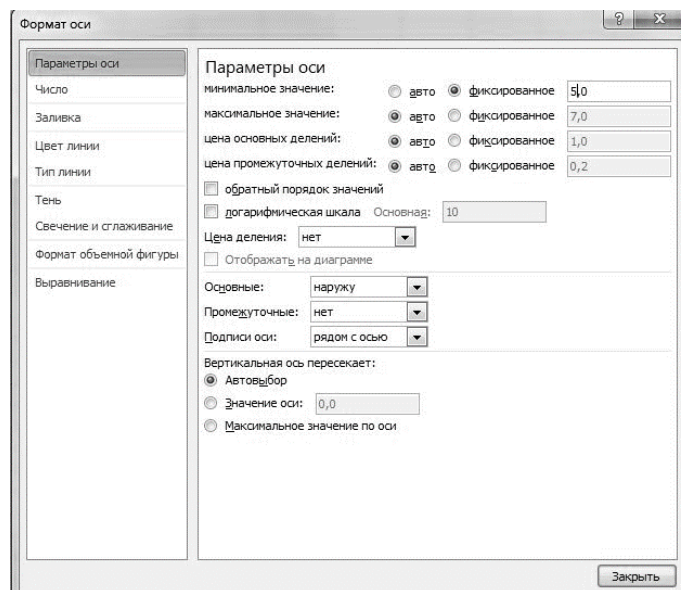 Формат оси
Параметры оси
Число
Заливка
Цвет линии
Тип линии
Тень
Свечение и сглаживание
Формат объемной фигуры
Выравнивание
Параметры оси
минимальное значение: авто фиксированное 5,0
максимальное значение: авто фиксированное 7,0
цена основных делений: авто фиксированное 1,0
цена промежуточных делений: авто фиксированное 0,2
обратный порядок значений
логарифмическая шкала Основная: 10
Цена деления: нет
Отображать на диаграмме
Основные: наружу
Промежуточные: нет
Подписи оси: рядом с осью
Вертикальная ось пересекает:
Автовыбор
Значение оси: 0,0
Максимальное значение по оси
Закрыть